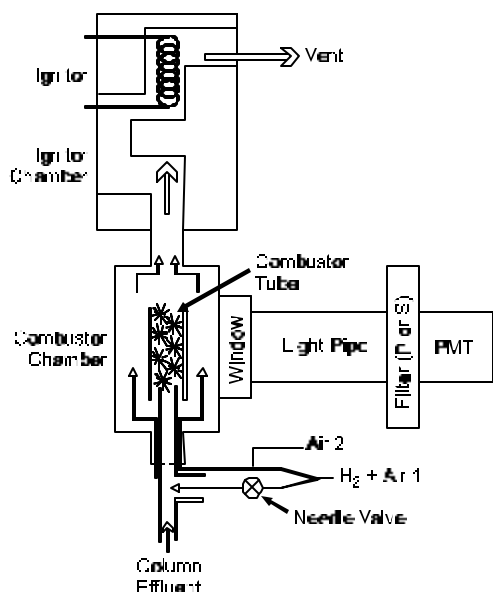 Ignitor
Vent
Ignitor
Chamber
Combustor
Tube
Combustor
Chamber
Window
Light Pipe
Filter (P or S)
PMT
Air 2
H₂ + Air 1
Needle Valve
Column
Effluent